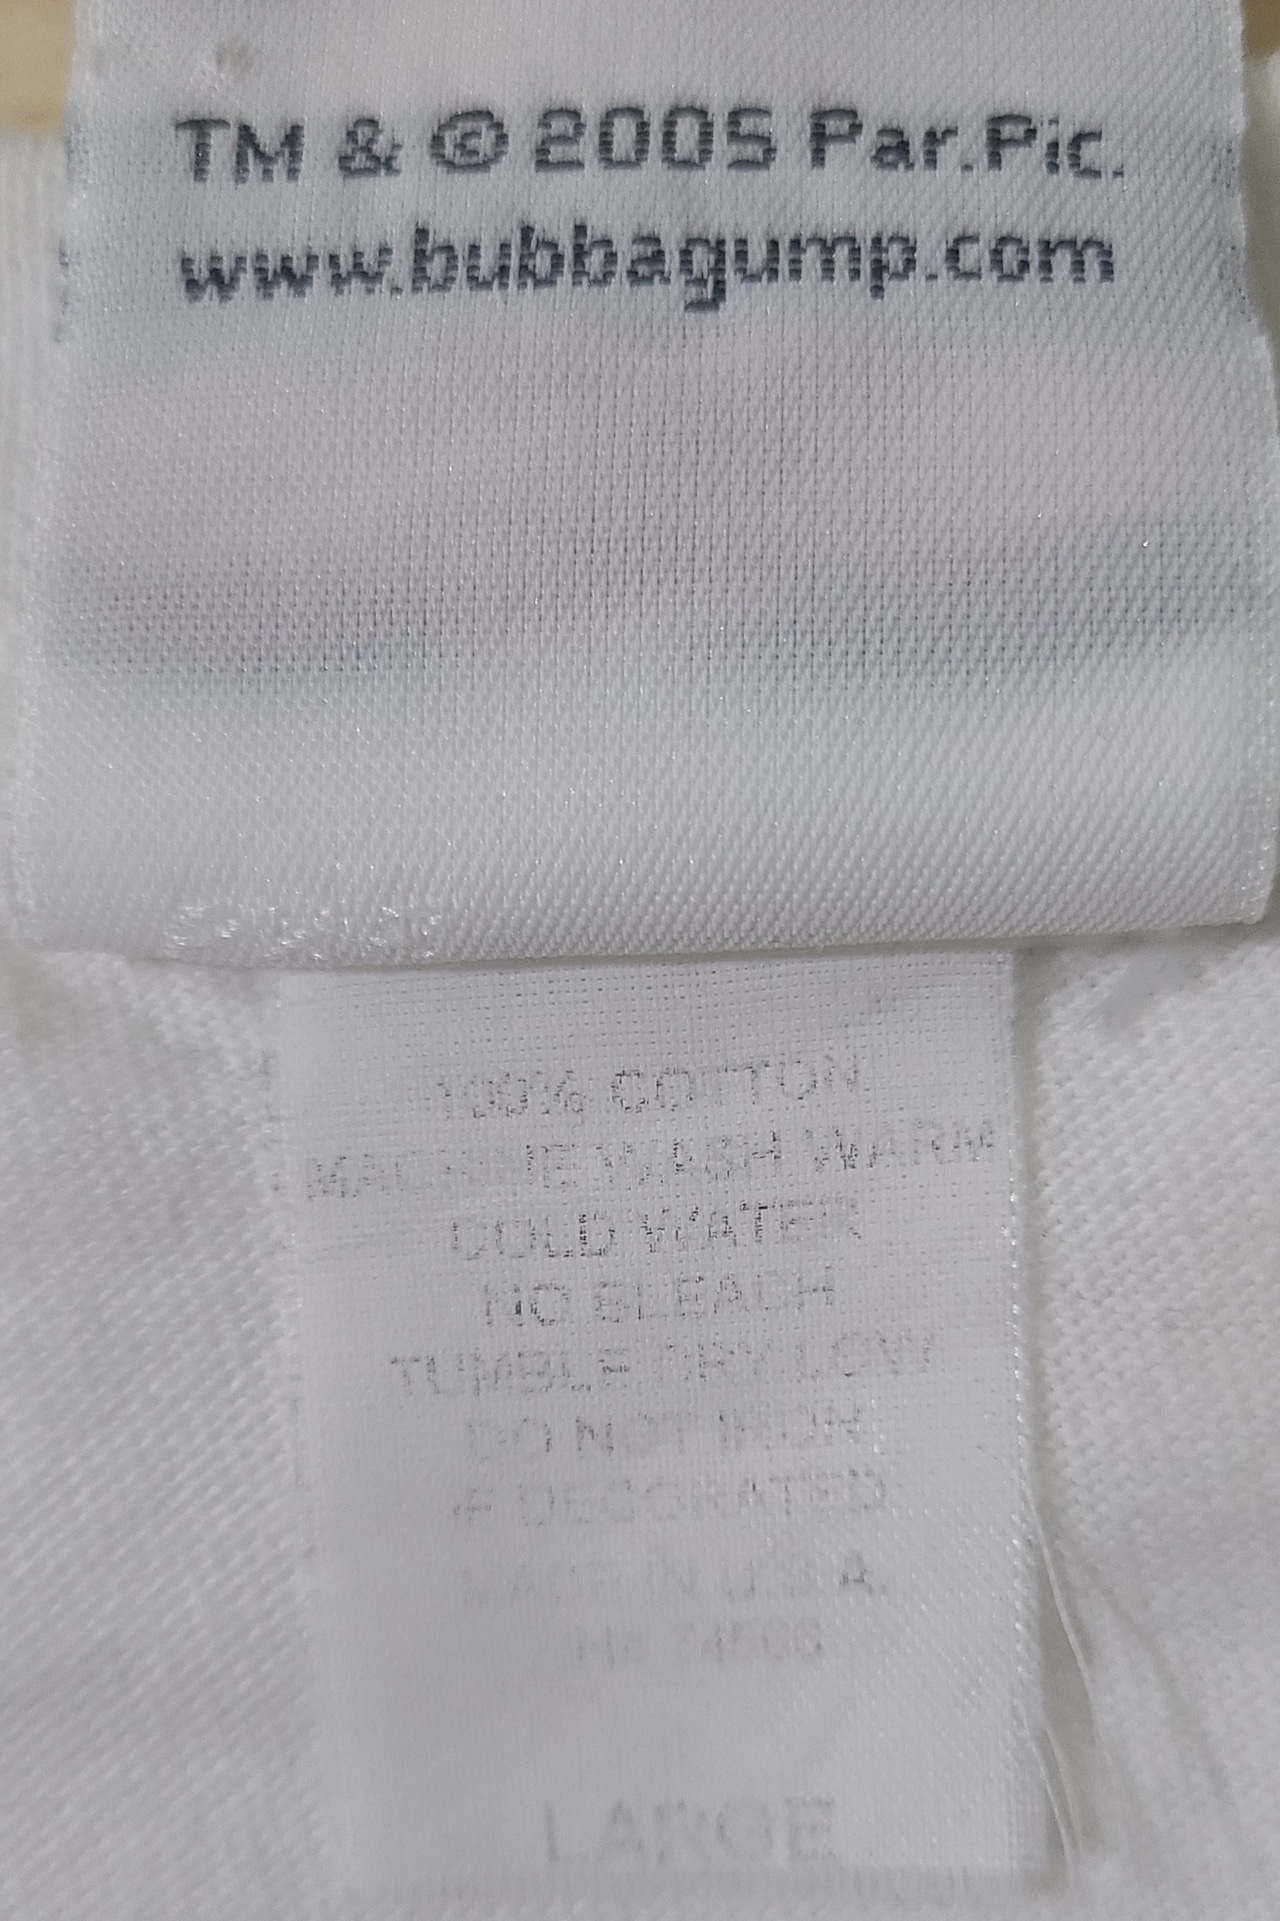 TM & © 2005 Par.Pic.
www.bubbagump.com
100% COTTON
MACHINE WASH WARM
COLD WATER
NO BLEACH
TUMBLE DRY LOW
DO NOT IRON
IF DECORATED
MADE IN U.S.A.
LARGE